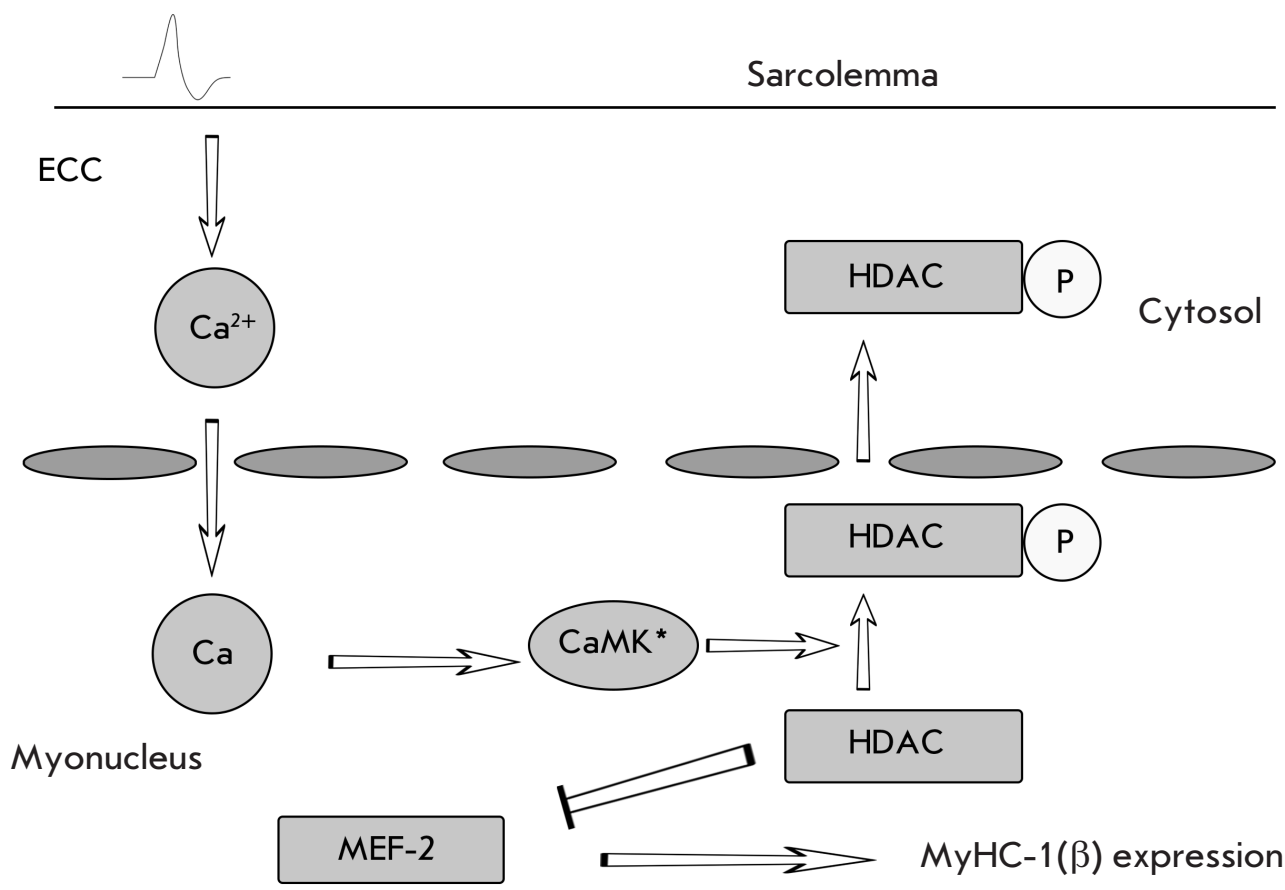 Sarcolemma
ECC
HDAC P
Ca²⁺
Cytosol
HDAC P
Ca
CaMK*
HDAC
Myonucleus
MEF-2
MyHC-1(β) expression